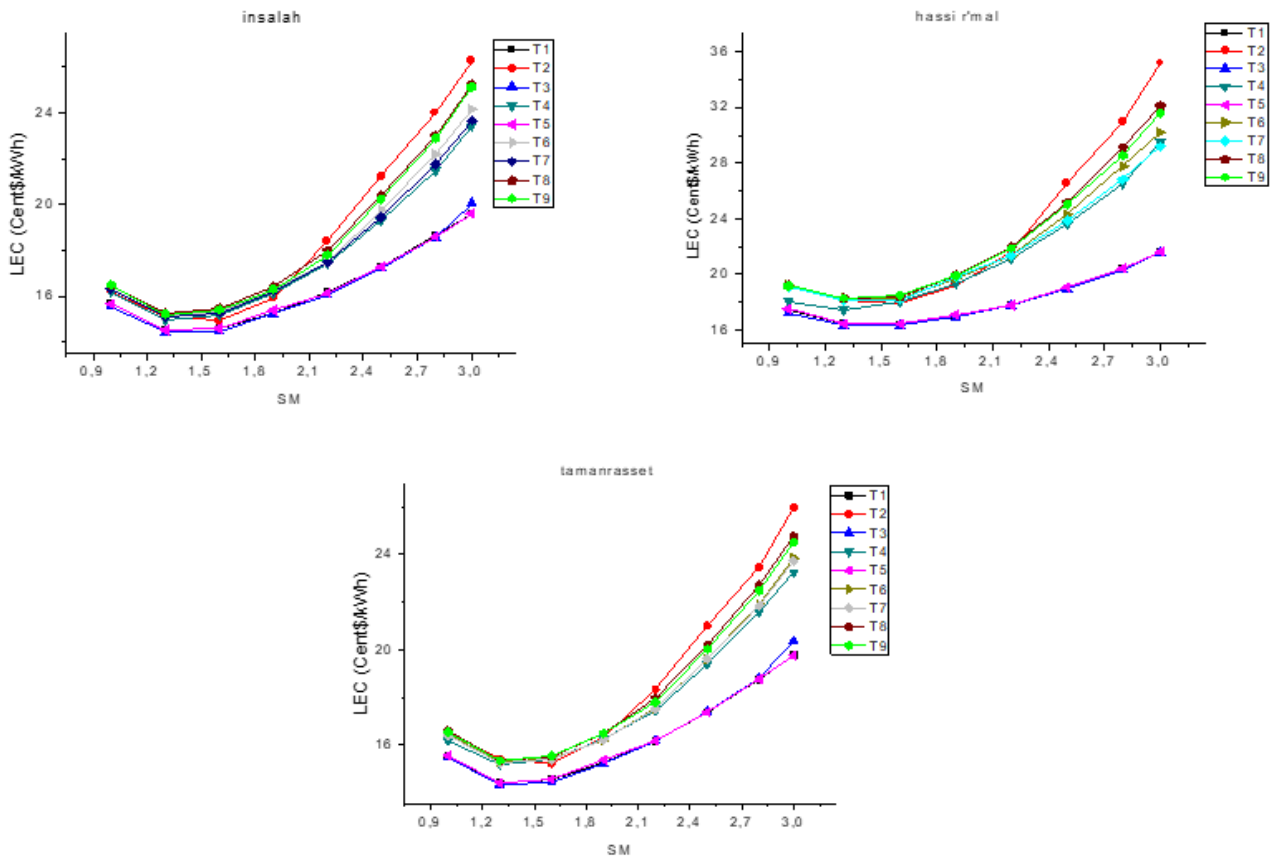 insalah
LEC (Cent$/kWh)
24
20
16
0,9 1,2 1,5 1,8 2,1 2,4 2,7 3,0
SM
T1
T2
T3
T4
T5
T6
T7
T8
T9
hassi r'mal
LEC (Cent$/kWh)
36
32
28
24
20
16
0,9 1,2 1,5 1,8 2,1 2,4 2,7 3,0
SM
T1
T2
T3
T4
T5
T6
T7
T8
T9
tamanrasset
LEC (Cent$/kWh)
24
20
16
0,9 1,2 1,5 1,8 2,1 2,4 2,7 3,0
SM
T1
T2
T3
T4
T5
T6
T7
T8
T9